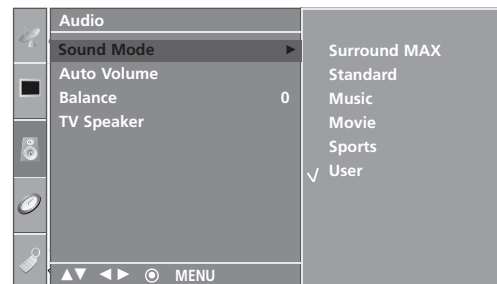 Audio
Sound Mode ►
Auto Volume
Balance 0
TV Speaker
Surround MAX
Standard
Music
Movie
Sports
√ User
▲▼ ◄► ◉ MENU